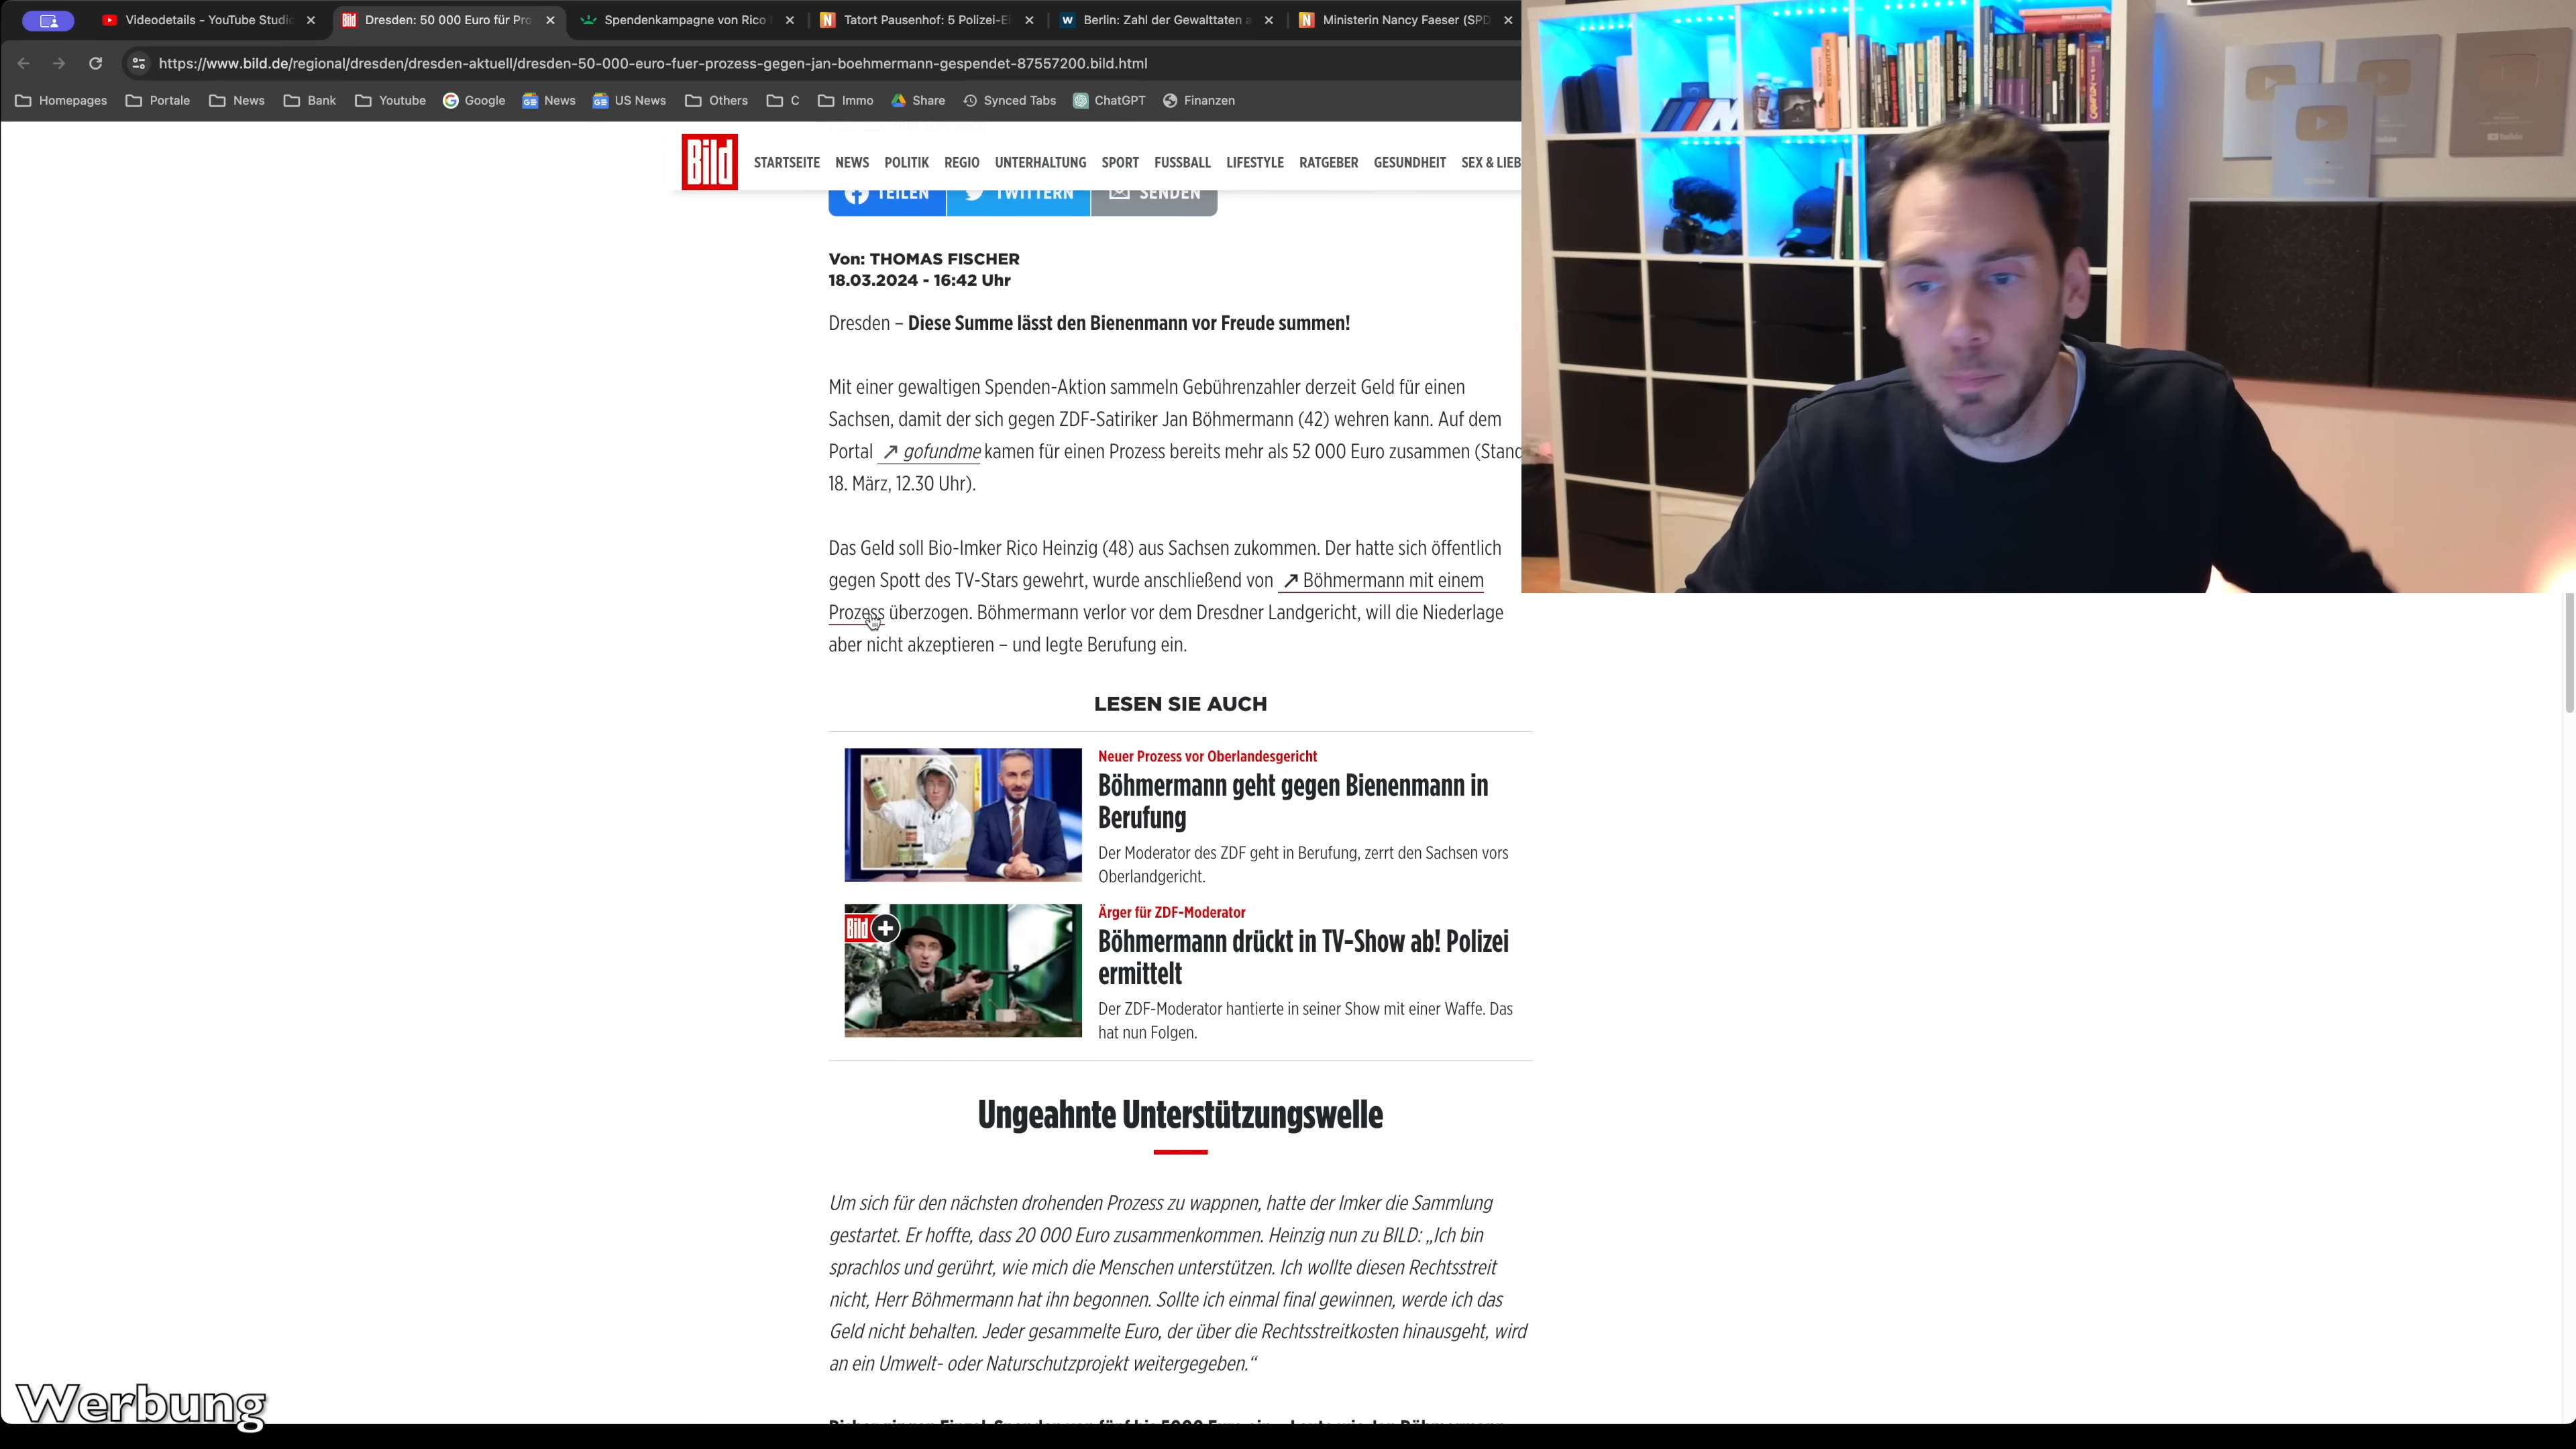 Videodetails - YouTube Studi
Dresden: 50 000 Euro für Pro
Spendenkampagne von Rico
Tatort Pausenhof: 5 Polizei-Ei
Berlin: Zahl der Gewalttaten a
Ministerin Nancy Faeser (SPD
https://www.bild.de/regional/dresden/dresden-aktuell/dresden-50-000-euro-fuer-prozess-gegen-jan-boehmermann-gespendet-87557200.bild.html
Homepages Portale News Bank Youtube Google News US News Others C Immo Share Synced Tabs ChatGPT Finanzen
Bild STARTSEITE NEWS POLITIK REGIO UNTERHALTUNG SPORT FUSSBALL LIFESTYLE RATGEBER GESUNDHEIT SEX & LIEB
TEILEN TWITTERN SENDEN
Von: THOMAS FISCHER
18.03.2024 - 16:42 Uhr
Dresden – Diese Summe lässt den Bienenmann vor Freude summen!
Mit einer gewaltigen Spenden-Aktion sammeln Gebührenzahler derzeit Geld für einen
Sachsen, damit der sich gegen ZDF-Satiriker Jan Böhmermann (42) wehren kann. Auf dem
Portal ↗ gofundme kamen für einen Prozess bereits mehr als 52 000 Euro zusammen (Stand
18. März, 12.30 Uhr).
Das Geld soll Bio-Imker Rico Heinzig (48) aus Sachsen zukommen. Der hatte sich öffentlich
gegen Spott des TV-Stars gewehrt, wurde anschließend von ↗ Böhmermann mit einem
Prozess überzogen. Böhmermann verlor vor dem Dresdner Landgericht, will die Niederlage
aber nicht akzeptieren – und legte Berufung ein.
LESEN SIE AUCH
Neuer Prozess vor Oberlandesgericht
Böhmermann geht gegen Bienenmann in
Berufung
Der Moderator des ZDF geht in Berufung, zerrt den Sachsen vors
Oberlandgericht.
Bild
Ärger für ZDF-Moderator
Böhmermann drückt in TV-Show ab! Polizei
ermittelt
Der ZDF-Moderator hantierte in seiner Show mit einer Waffe. Das
hat nun Folgen.
Ungeahnte Unterstützungswelle
Um sich für den nächsten drohenden Prozess zu wappnen, hatte der Imker die Sammlung
gestartet. Er hoffte, dass 20 000 Euro zusammenkommen. Heinzig nun zu BILD: „Ich bin
sprachlos und gerührt, wie mich die Menschen unterstützen. Ich wollte diesen Rechtsstreit
nicht, Herr Böhmermann hat ihn begonnen. Sollte ich einmal final gewinnen, werde ich das
Geld nicht behalten. Jeder gesammelte Euro, der über die Rechtsstreitkosten hinausgeht, wird
an ein Umwelt- oder Naturschutzprojekt weitergegeben.“
Werbung